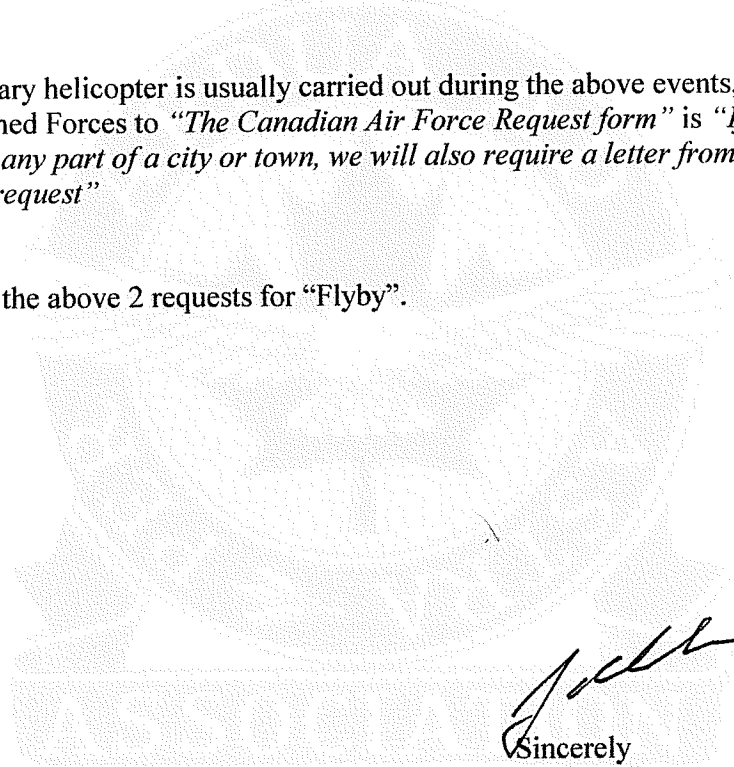 ary helicopter is usually carried out during the above events,
ned Forces to “The Canadian Air Force Request form” is “I
any part of a city or town, we will also require a letter from
request”
the above 2 requests for “Flyby”.
ASSOCIATION
Sincerely